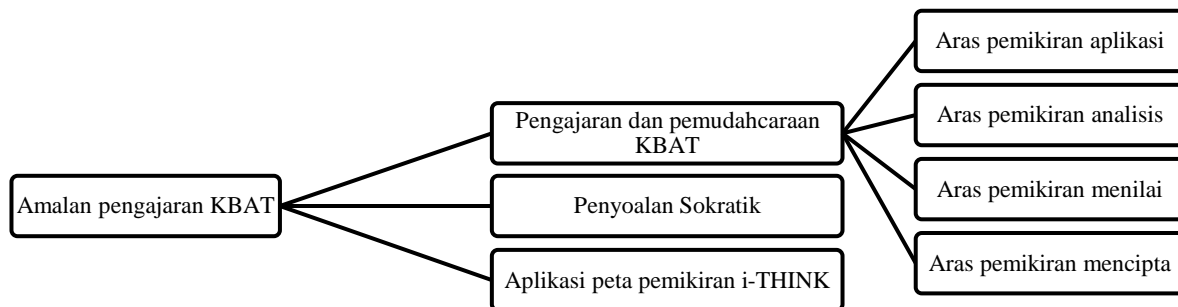 Amalan pengajaran KBAT
Pengajaran dan pemudahcaraan
KBAT
Penyoalan Sokratik
Aplikasi peta pemikiran i-THINK
Aras pemikiran aplikasi
Aras pemikiran analisis
Aras pemikiran menilai
Aras pemikiran mencipta